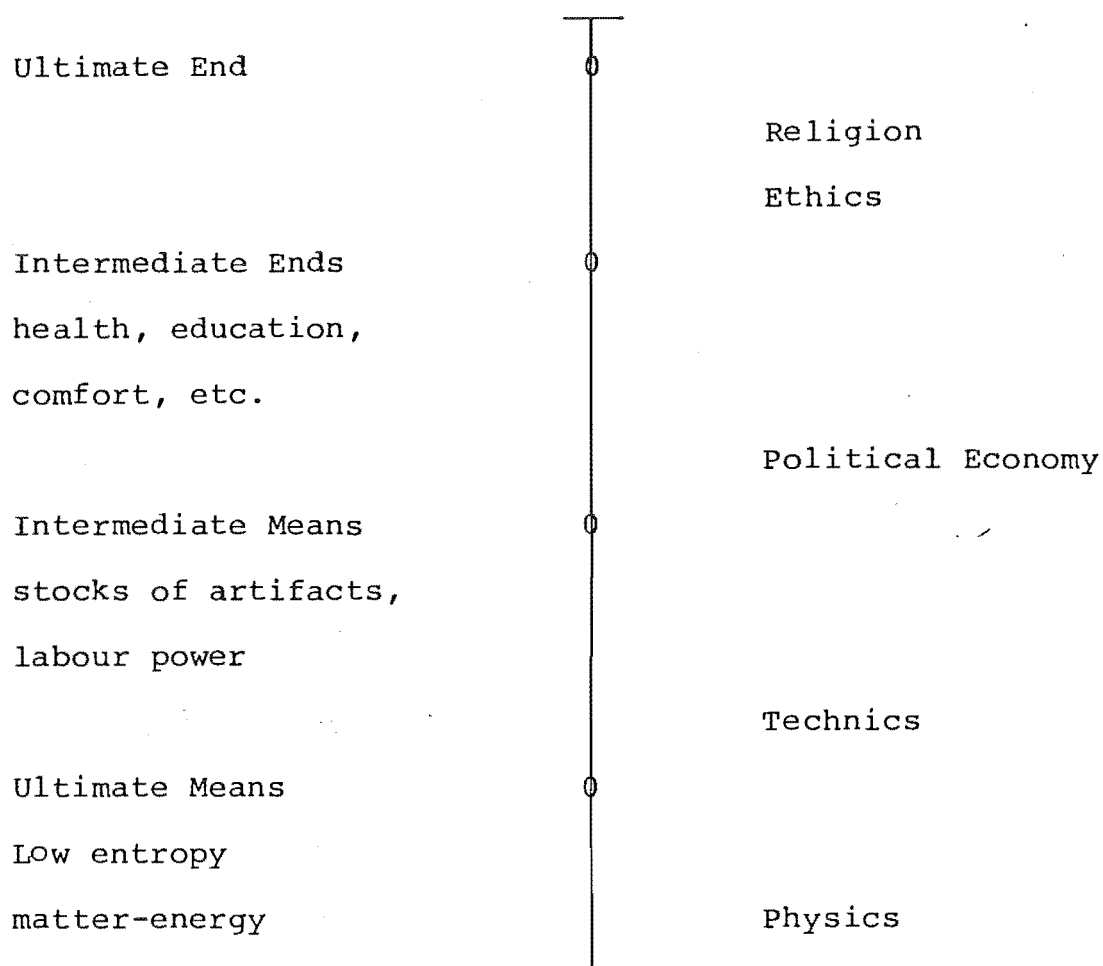 Ultimate End
Religion
Ethics
Intermediate Ends
health, education,
comfort, etc.
Political Economy
Intermediate Means
stocks of artifacts,
labour power
Technics
Ultimate Means
Low entropy
matter-energy Physics